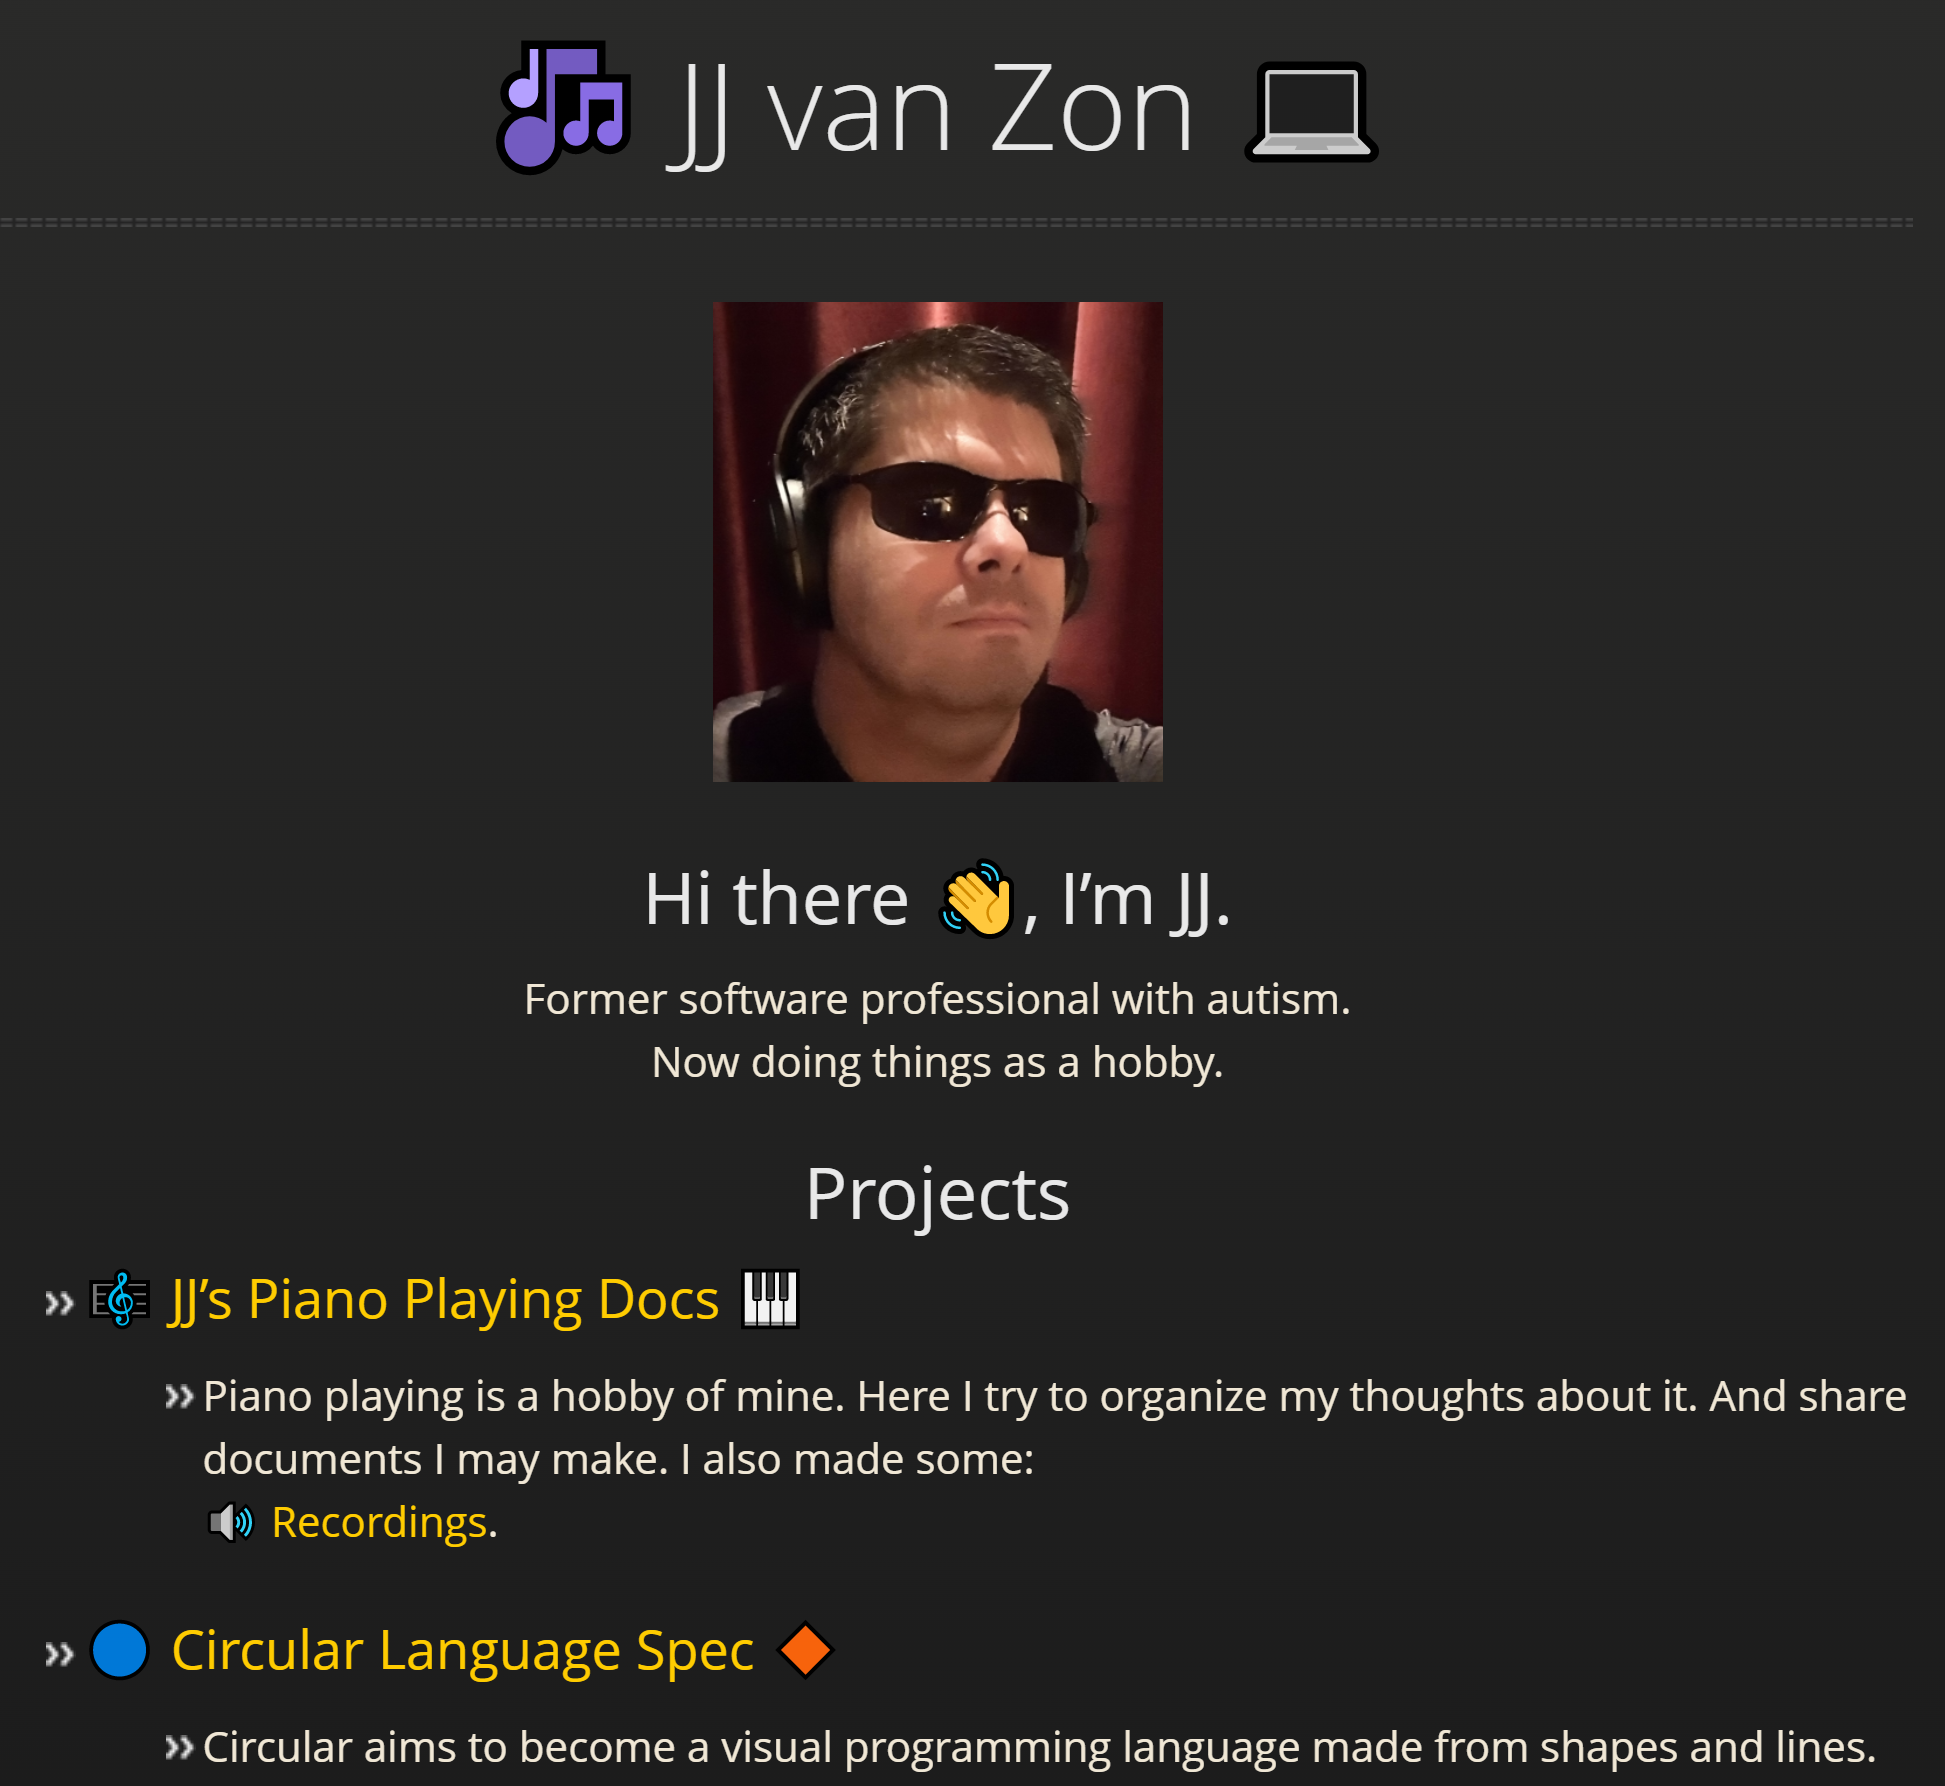 JJ van Zon
Hi there 👋, I’m JJ.
Former software professional with autism.
Now doing things as a hobby.
Projects
» JJ’s Piano Playing Docs
» Piano playing is a hobby of mine. Here I try to organize my thoughts about it. And share
documents I may make. I also made some:
Recordings.
» Circular Language Spec
» Circular aims to become a visual programming language made from shapes and lines.